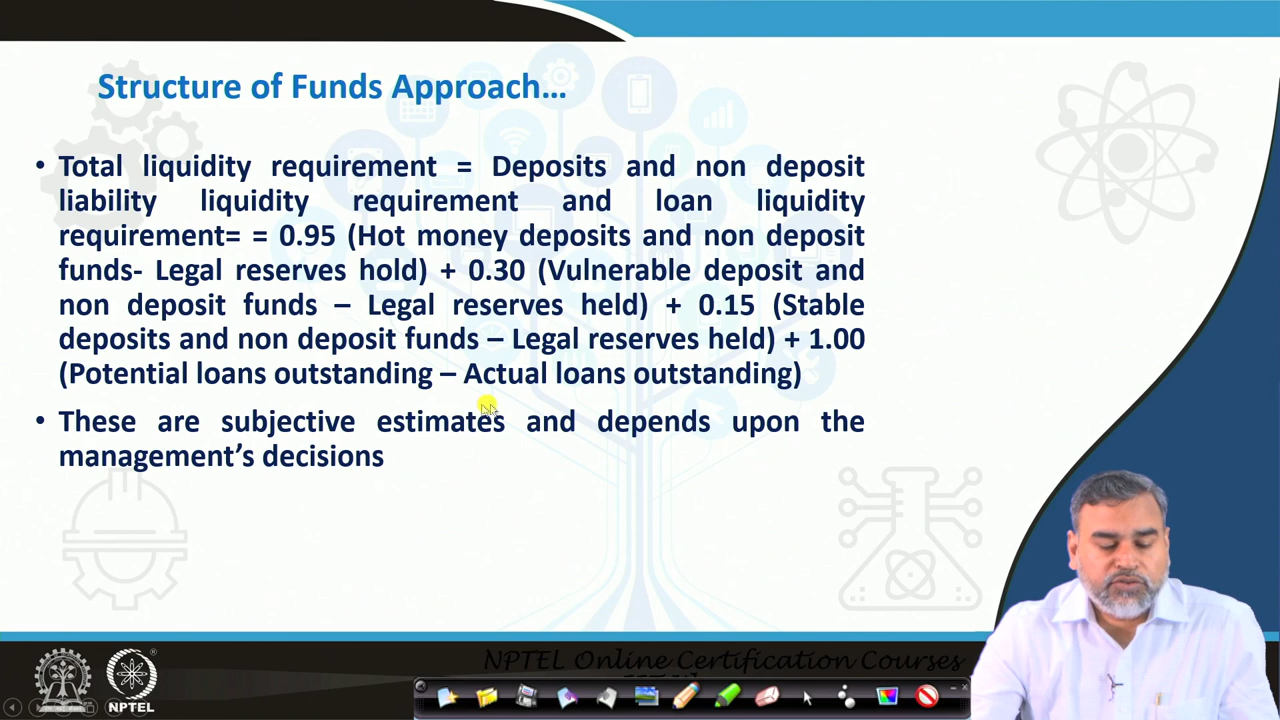 Structure of Funds Approach...
• Total liquidity requirement = Deposits and non deposit
liability liquidity requirement and loan liquidity
requirement= = 0.95 (Hot money deposits and non deposit
funds- Legal reserves hold) + 0.30 (Vulnerable deposit and
non deposit funds – Legal reserves held) + 0.15 (Stable
deposits and non deposit funds – Legal reserves held) + 1.00
(Potential loans outstanding – Actual loans outstanding)
• These are subjective estimates and depends upon the
management's decisions
NPTEL Online Certification Courses
NPTEL